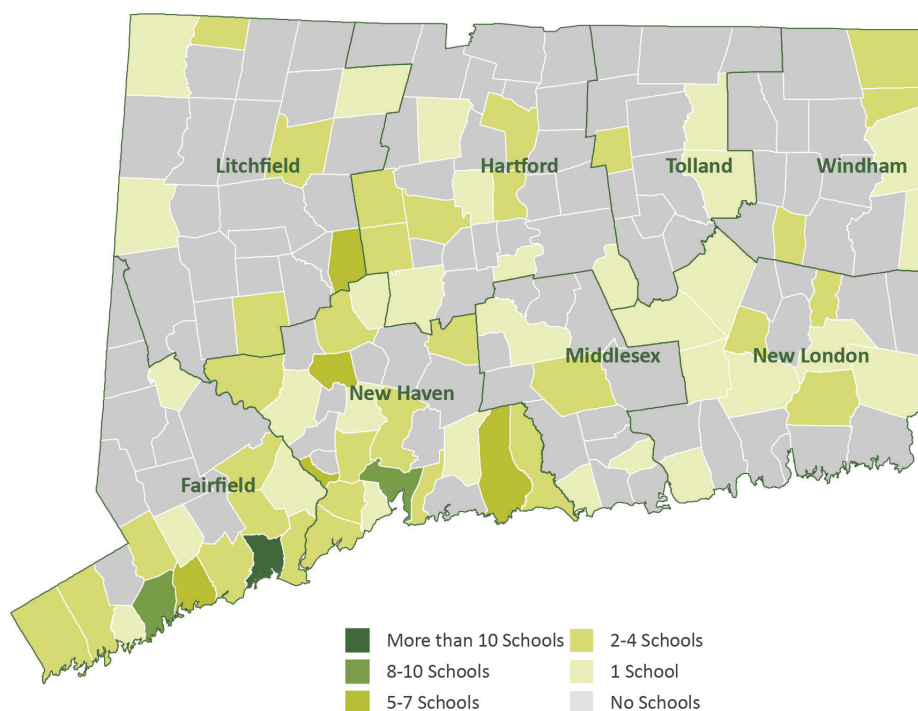 Litchfield
Hartford
Tolland
Windham
Middlesex
New London
New Haven
Fairfield
More than 10 Schools
8-10 Schools
5-7 Schools
2-4 Schools
1 School
No Schools